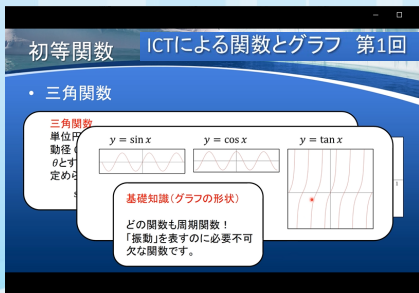 初等関数
ICTによる関数とグラフ 第1回
• 三角関数
三角関数
単位円
動径
θとす
定めら
y = sin x
y = cos x
y = tan x
基礎知識(グラフの形状)
どの関数も周期関数!
「振動」を表すのに必要不可
欠な関数です。